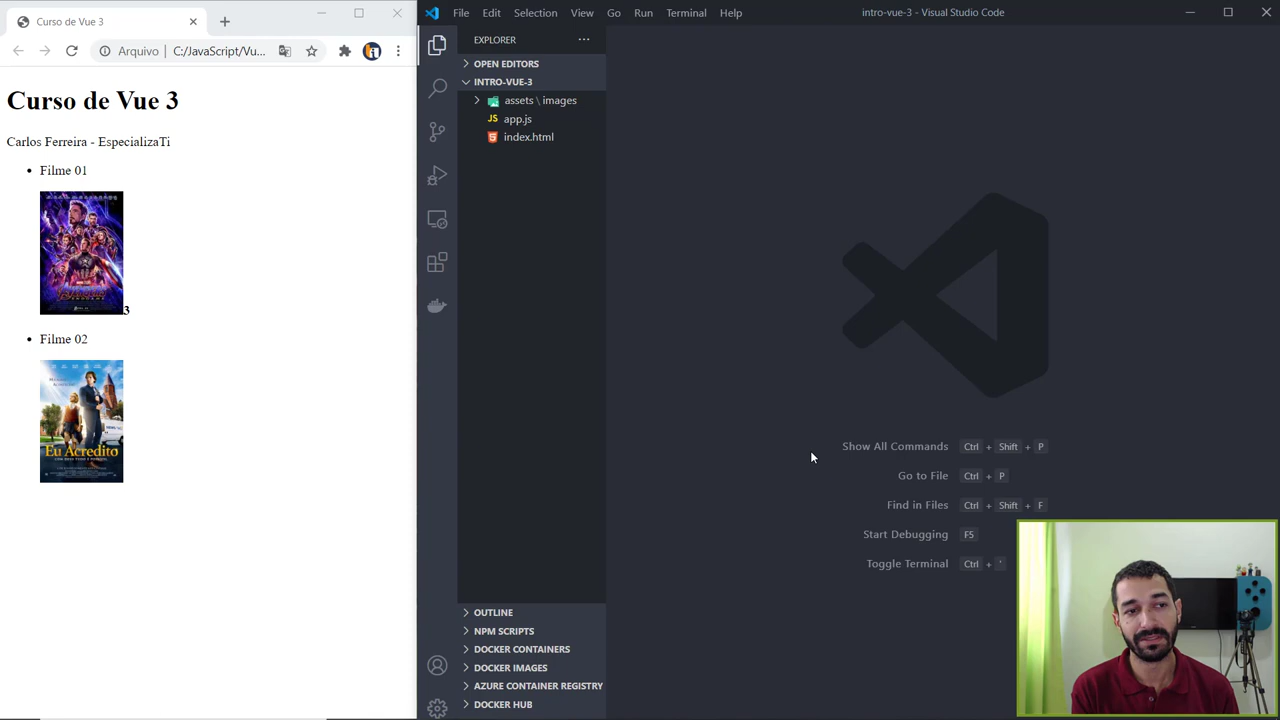 Curso de Vue 3
Arquivo
C:/JavaScript/Vu...
Curso de Vue 3
Carlos Ferreira - EspecializaTi
Filme 01
3
Filme 02
Eu Acredito
File Edit Selection View Go Run Terminal Help
intro-vue-3 - Visual Studio Code
EXPLORER
OPEN EDITORS
INTRO-VUE-3
assets \ images
JS app.js
index.html
OUTLINE
NPM SCRIPTS
DOCKER CONTAINERS
DOCKER IMAGES
AZURE CONTAINER REGISTRY
DOCKER HUB
Show All Commands Ctrl + Shift + P
Go to File Ctrl + P
Find in Files Ctrl + Shift + F
Start Debugging F5
Toggle Terminal Ctrl + '